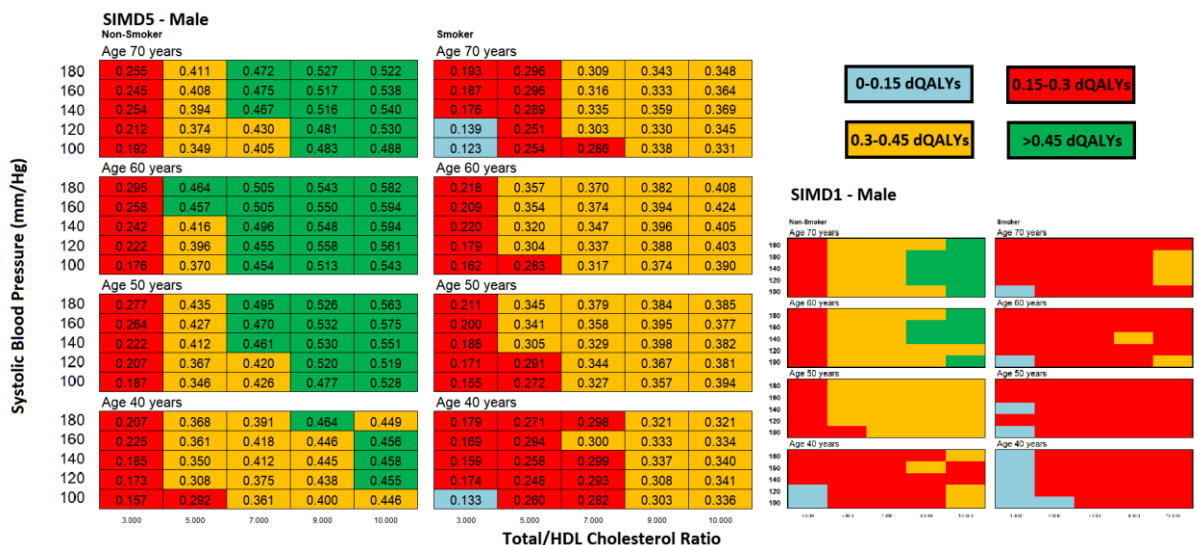 SIMD5 - Male
Non-Smoker
Smoker
Age 70 years
Age 70 years
180 0.255 0.411 0.472 0.527 0.522 0.193 0.296 0.309 0.343 0.348
160 0.245 0.408 0.475 0.517 0.538 0.187 0.296 0.316 0.333 0.364
140 0.254 0.394 0.467 0.516 0.540 0.176 0.289 0.335 0.359 0.369
120 0.212 0.374 0.430 0.481 0.530 0.139 0.251 0.303 0.330 0.345
100 0.192 0.349 0.405 0.483 0.488 0.123 0.254 0.286 0.338 0.331
Age 60 years
Age 60 years
180 0.295 0.464 0.505 0.543 0.582 0.218 0.357 0.370 0.382 0.408
160 0.258 0.457 0.505 0.550 0.594 0.209 0.354 0.374 0.394 0.424
140 0.242 0.416 0.496 0.548 0.594 0.220 0.320 0.347 0.396 0.405
120 0.222 0.396 0.455 0.558 0.561 0.179 0.304 0.337 0.388 0.403
100 0.176 0.370 0.454 0.513 0.543 0.162 0.283 0.317 0.374 0.390
Age 50 years
Age 50 years
180 0.277 0.435 0.495 0.526 0.563 0.211 0.345 0.379 0.384 0.385
160 0.264 0.427 0.470 0.532 0.575 0.200 0.341 0.358 0.395 0.377
140 0.222 0.412 0.461 0.530 0.551 0.188 0.305 0.329 0.398 0.382
120 0.207 0.367 0.420 0.520 0.519 0.171 0.291 0.344 0.367 0.381
100 0.187 0.346 0.426 0.477 0.528 0.155 0.272 0.327 0.357 0.394
Age 40 years
Age 40 years
180 0.207 0.368 0.391 0.464 0.449 0.179 0.271 0.298 0.321 0.321
160 0.225 0.361 0.418 0.446 0.456 0.169 0.294 0.300 0.333 0.334
140 0.185 0.350 0.412 0.445 0.458 0.159 0.258 0.299 0.337 0.340
120 0.173 0.308 0.375 0.438 0.455 0.174 0.248 0.293 0.308 0.341
100 0.157 0.292 0.361 0.400 0.446 0.133 0.260 0.282 0.303 0.336
3.000 5.000 7.000 9.000 10.000 3.000 5.000 7.000 9.000 10.000
Systolic Blood Pressure (mm/Hg)
Total/HDL Cholesterol Ratio
0-0.15 dQALYs
0.15-0.3 dQALYs
0.3-0.45 dQALYs
>0.45 dQALYs
SIMD1 - Male
Non-Smoker
Smoker
Age 70 years
Age 70 years
180
160
140
120
100
Age 60 years
Age 60 years
180
160
140
120
100
Age 50 years
Age 50 years
180
160
140
120
100
Age 40 years
Age 40 years
180
160
140
120
100